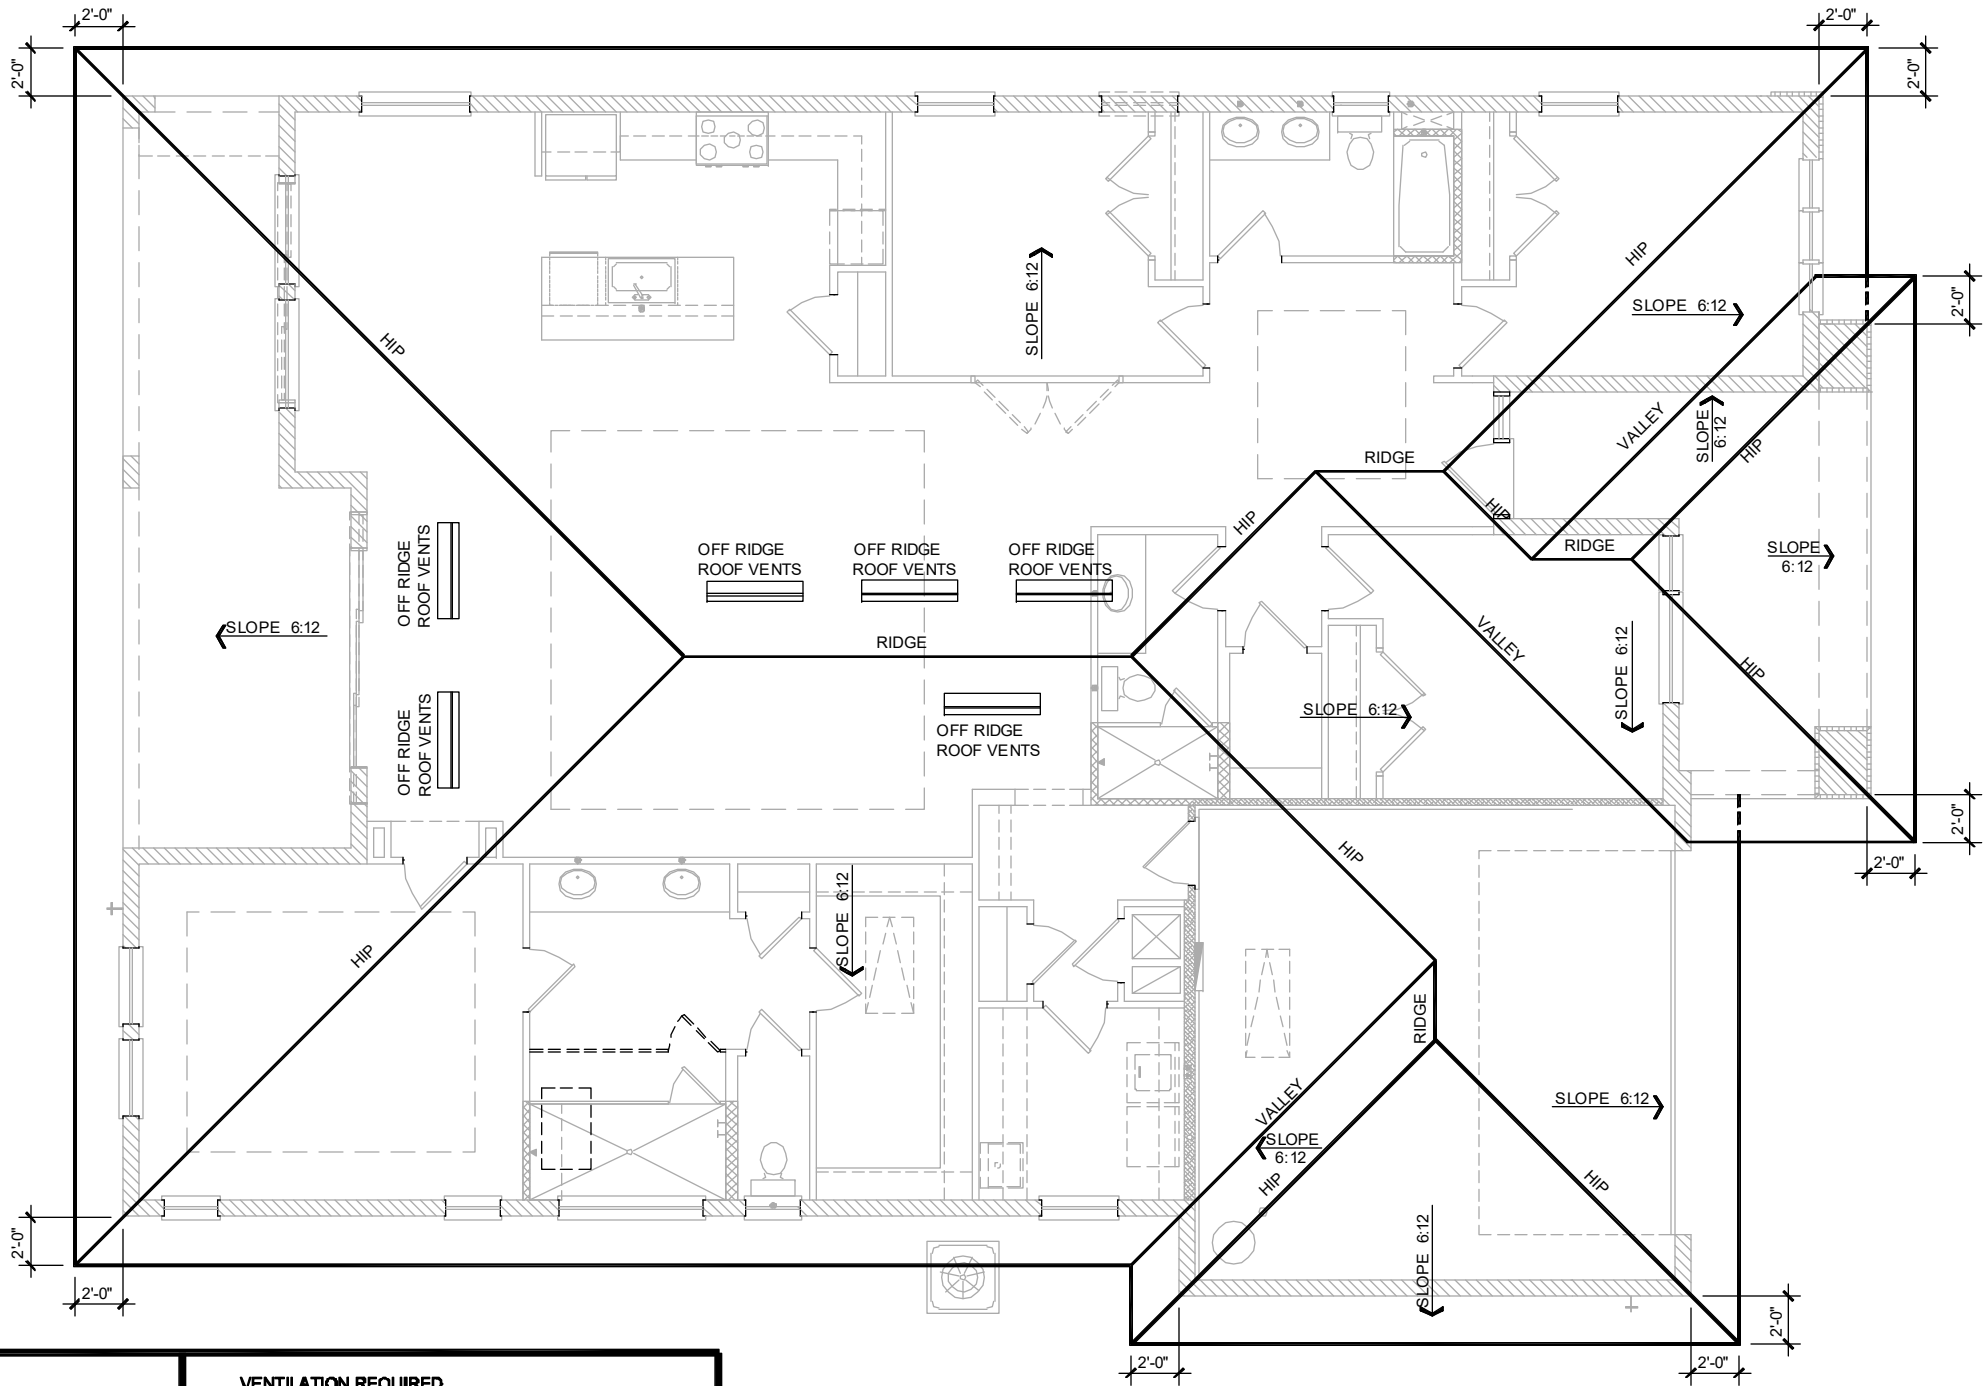 2'-0"
2'-0"
2'-0"
2'-0"
HIP
SLOPE 6:12
HIP
SLOPE 6:12
2'-0"
HIP
VALLEY
SLOPE
6:12
HIP
RIDGE
HIP
HIP
RIDGE
OFF RIDGE
ROOF VENTS
OFF RIDGE
ROOF VENTS
OFF RIDGE
ROOF VENTS
OFF RIDGE
ROOF VENTS
SLOPE
6:12
SLOPE 6:12
RIDGE
VALLEY
SLOPE 6:12
HIP
OFF RIDGE
ROOF VENTS
SLOPE 6:12
OFF RIDGE
ROOF VENTS
2'-0"
2'-0"
HIP
SLOPE 6:12
HIP
RIDGE
VALLEY
SLOPE 6:12
SLOPE
6:12
HIP
HIP
SLOPE 6:12
2'-0"
2'-0"
2'-0"
2'-0"
2'-0"
VENTILATION REQUIRED